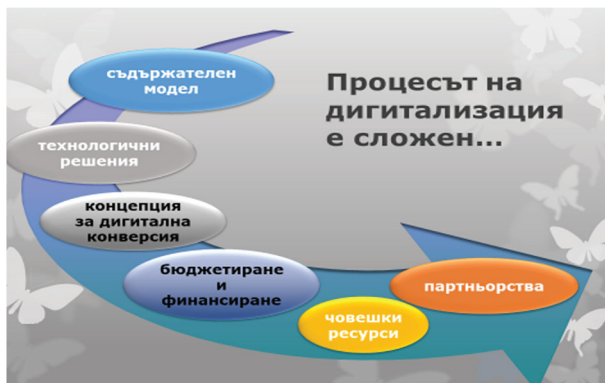 Процесът на
дигитализация
е сложен...
съдържателен
модел
технологични
решения
концепция
за дигитална
конверсия
бюджетиране
и
финансиране
човешки
ресурси
партньорства